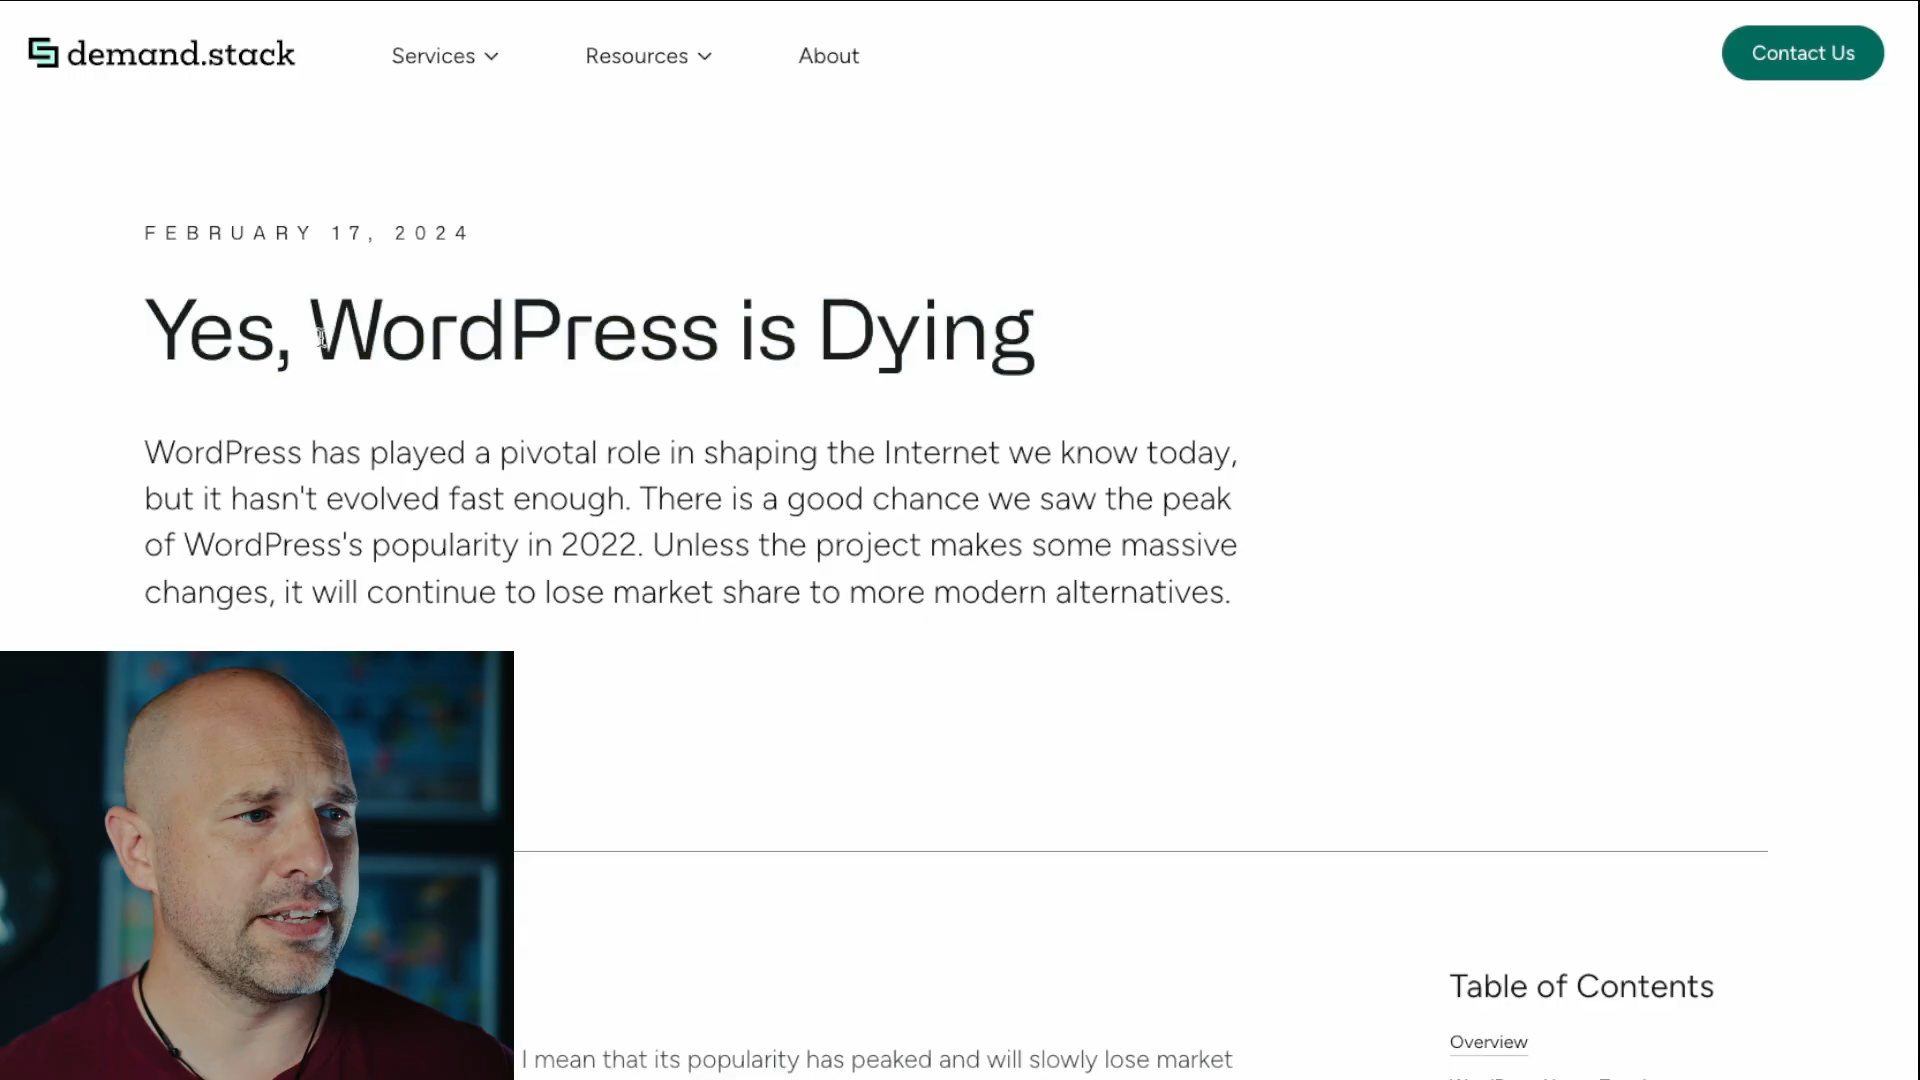 demand.stack
Services
Resources
About
Contact Us
FEBRUARY 17, 2024
Yes, WordPress is Dying
WordPress has played a pivotal role in shaping the Internet we know today,
but it hasn't evolved fast enough. There is a good chance we saw the peak
of WordPress's popularity in 2022. Unless the project makes some massive
changes, it will continue to lose market share to more modern alternatives.
Table of Contents
Overview
I mean that its popularity has peaked and will slowly lose market